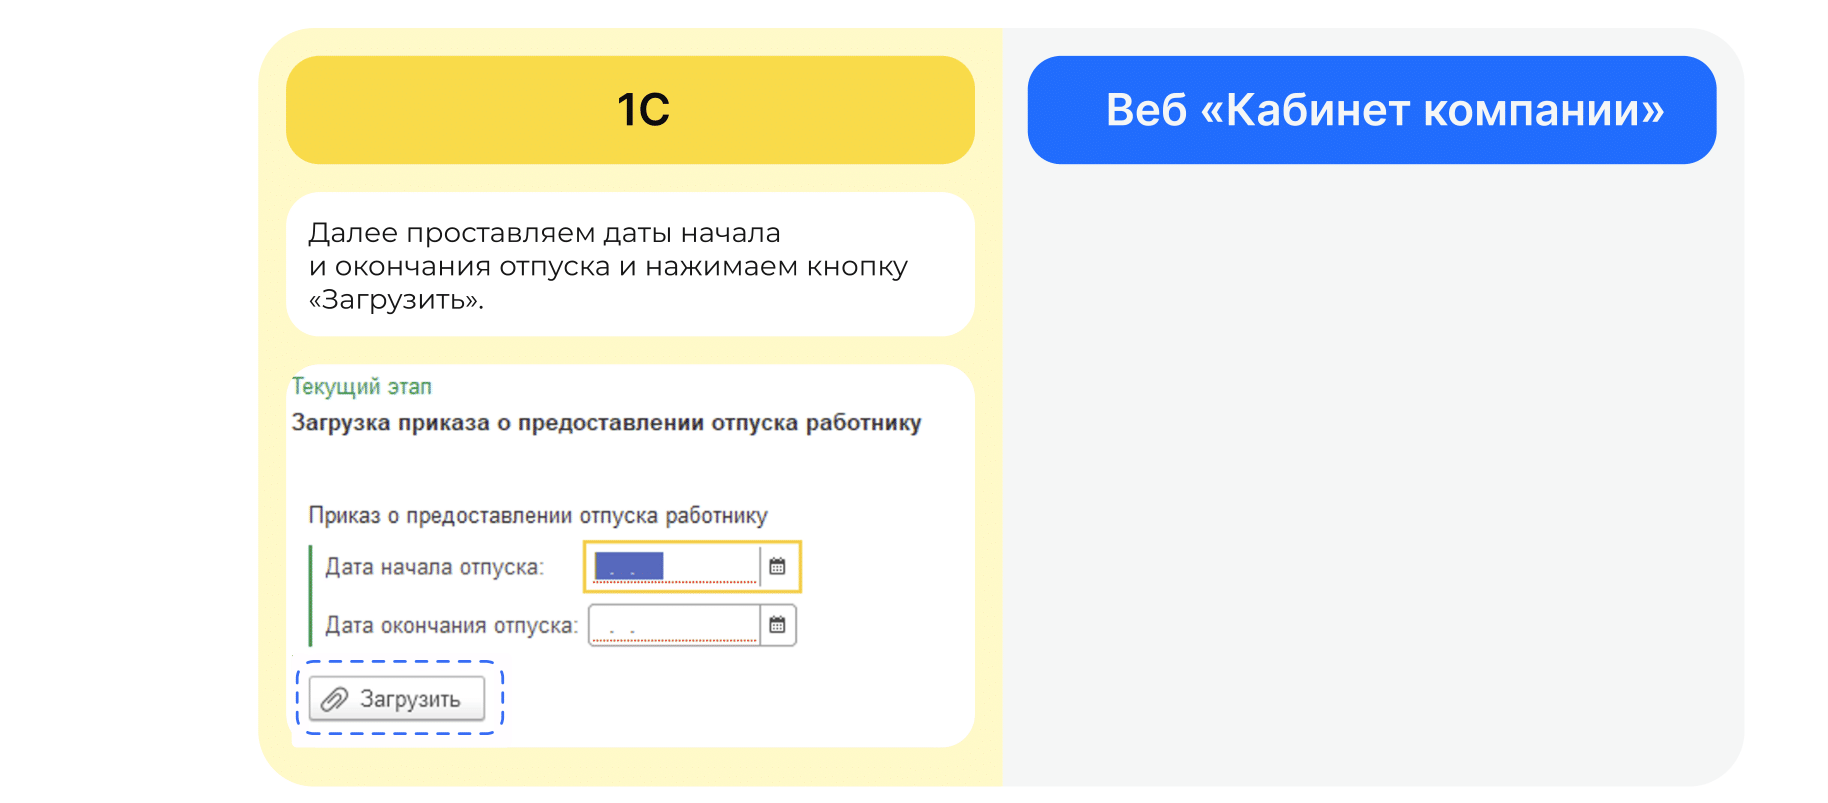 1С
Веб «Кабинет компании»
Далее проставляем даты начала
и окончания отпуска и нажимаем кнопку
«Загрузить».
Текущий этап
Загрузка приказа о предоставлении отпуска работнику
Приказ о предоставлении отпуска работнику
Дата начала отпуска: . .
Дата окончания отпуска: . .
Загрузить